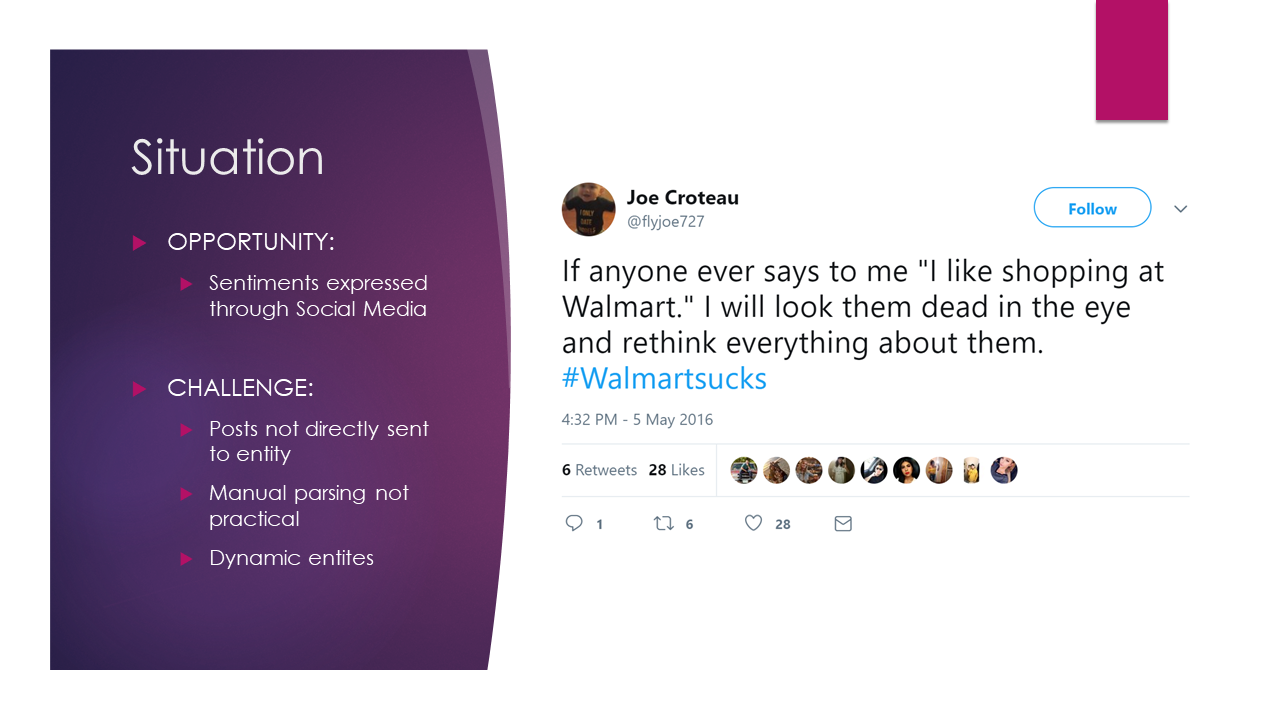 Situation
OPPORTUNITY:
Sentiments expressed
through Social Media
CHALLENGE:
Posts not directly sent
to entity
Manual parsing not
practical
Dynamic entites
Joe Croteau
@flyjoe727
Follow
If anyone ever says to me "I like shopping at
Walmart." I will look them dead in the eye
and rethink everything about them.
#Walmartsucks
4:32 PM - 5 May 2016
6 Retweets 28 Likes
1 6 28